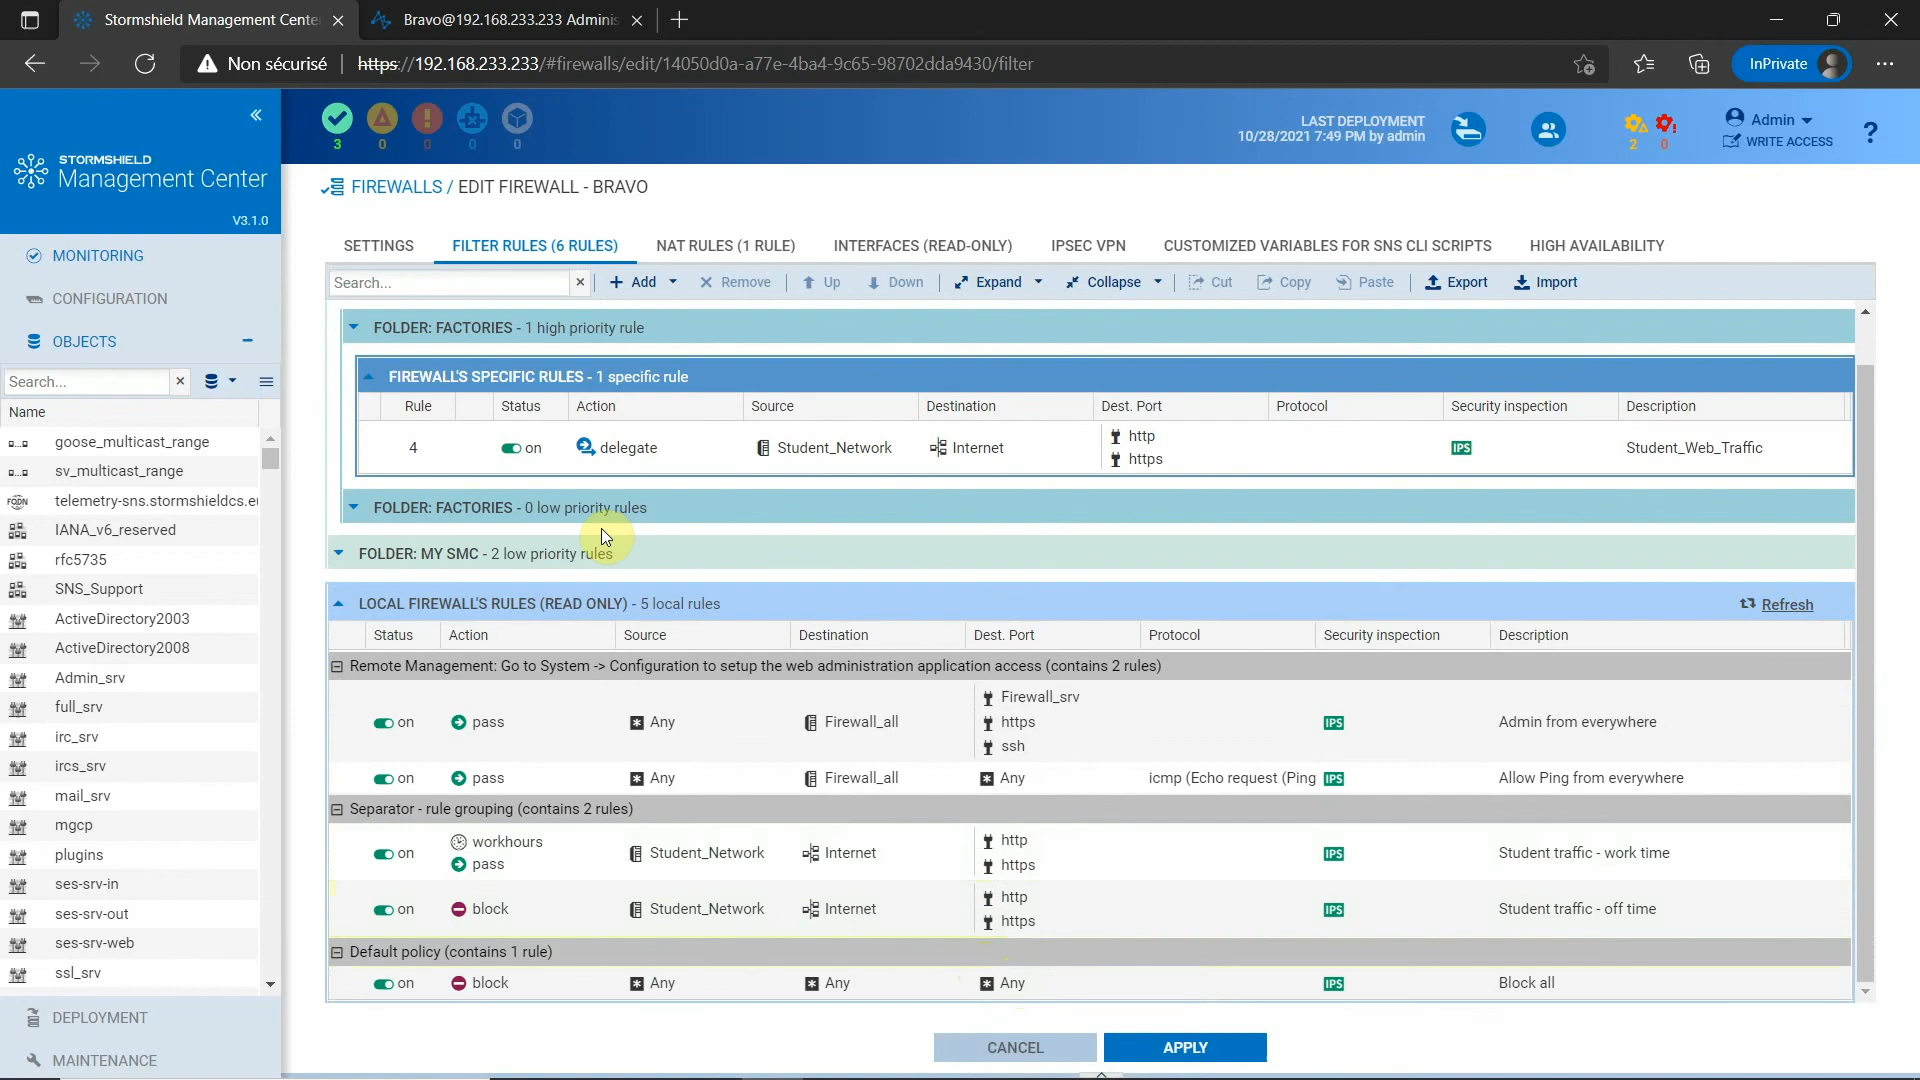 Stormshield Management Cente
Bravo@192.168.233.233 Adminis
Non sécurisé
https://192.168.233.233/#firewalls/edit/14050d0a-a77e-4ba4-9c65-98702dda9430/filter
InPrivate
STORMSHIELD
Management Center
V3.1.0
3 0 0 0 0
LAST DEPLOYMENT
10/28/2021 7:49 PM by admin
2 0
Admin
WRITE ACCESS
?
MONITORING
CONFIGURATION
OBJECTS
Search...
Name
goose_multicast_range
sv_multicast_range
FQDN telemetry-sns.stormshieldcs.e
IANA_v6_reserved
rfc5735
SNS_Support
ActiveDirectory2003
ActiveDirectory2008
Admin_srv
full_srv
irc_srv
ircs_srv
mail_srv
mgcp
plugins
ses-srv-in
ses-srv-out
ses-srv-web
ssl_srv
DEPLOYMENT
MAINTENANCE
FIREWALLS / EDIT FIREWALL - BRAVO
SETTINGS FILTER RULES (6 RULES) NAT RULES (1 RULE) INTERFACES (READ-ONLY) IPSEC VPN CUSTOMIZED VARIABLES FOR SNS CLI SCRIPTS HIGH AVAILABILITY
Search... Add Remove Up Down Expand Collapse Cut Copy Paste Export Import
FOLDER: FACTORIES - 1 high priority rule
FIREWALL'S SPECIFIC RULES - 1 specific rule
Rule Status Action Source Destination Dest. Port Protocol Security inspection Description
4 on delegate Student_Network Internet http IPS Student_Web_Traffic
https
FOLDER: FACTORIES - 0 low priority rules
FOLDER: MY SMC - 2 low priority rules
LOCAL FIREWALL'S RULES (READ ONLY) - 5 local rules Refresh
Status Action Source Destination Dest. Port Protocol Security inspection Description
Remote Management: Go to System -> Configuration to setup the web administration application access (contains 2 rules)
Firewall_srv
on pass Any Firewall_all https IPS Admin from everywhere
ssh
on pass Any Firewall_all Any icmp (Echo request (Ping IPS Allow Ping from everywhere
Separator - rule grouping (contains 2 rules)
workhours http
on pass Student_Network Internet https IPS Student traffic - work time
http
on block Student_Network Internet https IPS Student traffic - off time
Default policy (contains 1 rule)
on block Any Any Any IPS Block all
CANCEL APPLY